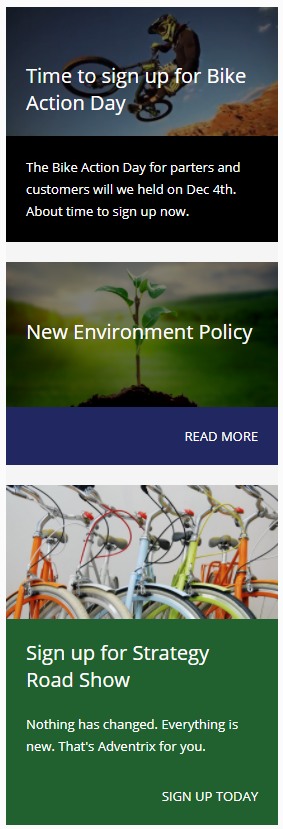 Time to sign up for Bike
Action Day
The Bike Action Day for parters and
customers will we held on Dec 4th.
About time to sign up now.
New Environment Policy
READ MORE
Sign up for Strategy
Road Show
Nothing has changed. Everything is
new. That's Adventrix for you.
SIGN UP TODAY